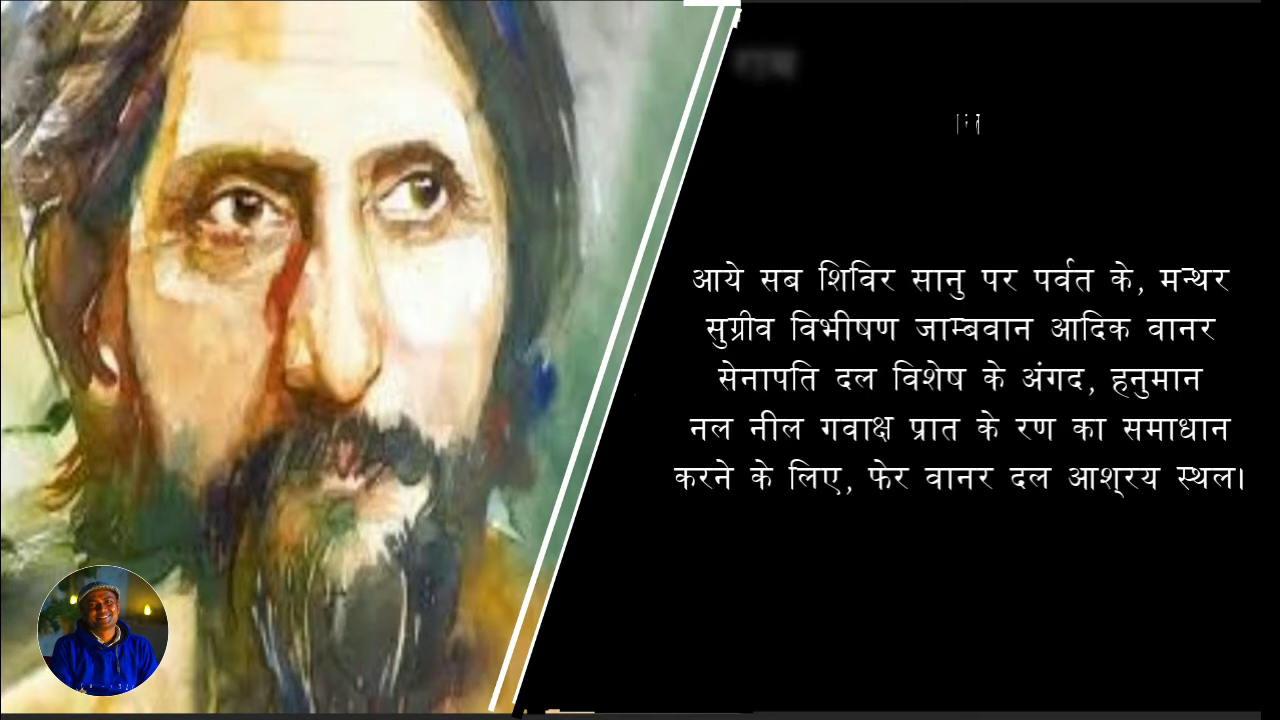 आये सब शिविर सानु पर पर्वत के, मन्थर
सुग्रीव विभीषण जाम्बवान आदिक वानर
सेनापति दल विशेष के अंगद, हनुमान
नल नील गवाक्ष प्रात के रण का समाधान
करने के लिए, फेर वानर दल आश्रय स्थल।